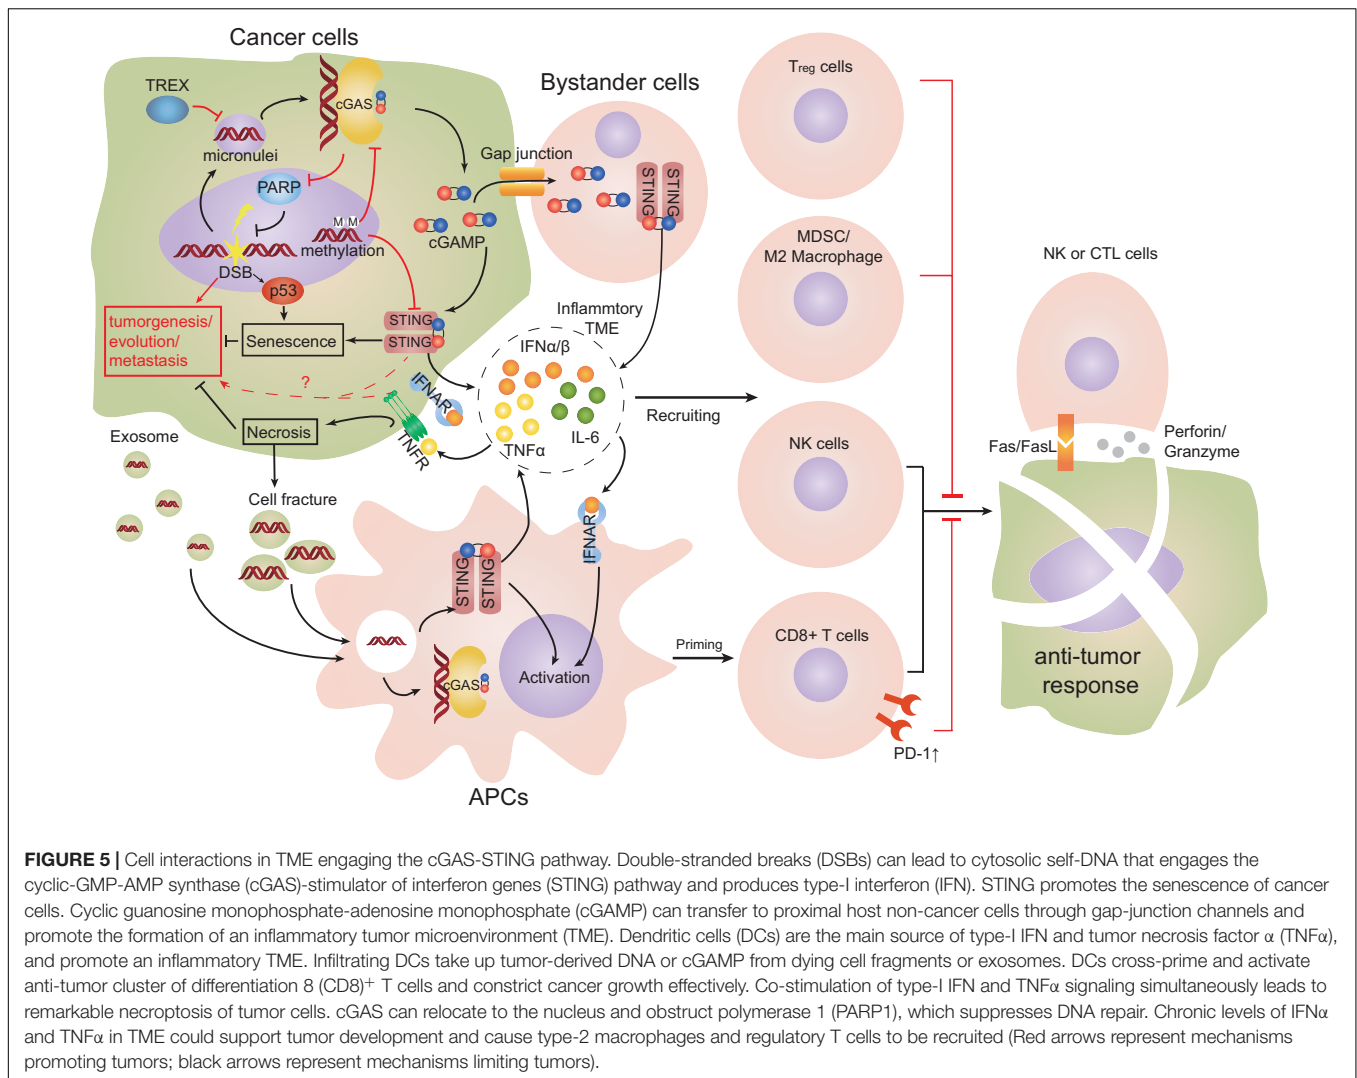 Cancer cells
TREX
cGAS
micronulei
PARP
M M
methylation
DSB
p53
tumorgenesis/
evolution/
metastasis
Senescence
STING
STING
cGAMP
Gap junction
Bystander cells
STING
STING
Inflammtory
TME
IFNα/β
IL-6
TNFα
IFNAR
TNFR
?
Necrosis
Exosome
Cell fracture
STING
STING
cGAS
IFNAR
Activation
APCs
Recruiting
Priming
Treg cells
MDSC/
M2 Macrophage
NK cells
CD8+ T cells
PD-1↑
NK or CTL cells
Fas/FasL
Perforin/
Granzyme
anti-tumor
response
FIGURE 5 | Cell interactions in TME engaging the cGAS-STING pathway. Double-stranded breaks (DSBs) can lead to cytosolic self-DNA that engages the
cyclic-GMP-AMP synthase (cGAS)-stimulator of interferon genes (STING) pathway and produces type-I interferon (IFN). STING promotes the senescence of cancer
cells. Cyclic guanosine monophosphate-adenosine monophosphate (cGAMP) can transfer to proximal host non-cancer cells through gap-junction channels and
promote the formation of an inflammatory tumor microenvironment (TME). Dendritic cells (DCs) are the main source of type-I IFN and tumor necrosis factor α (TNFα),
and promote an inflammatory TME. Infiltrating DCs take up tumor-derived DNA or cGAMP from dying cell fragments or exosomes. DCs cross-prime and activate
anti-tumor cluster of differentiation 8 (CD8)+ T cells and constrict cancer growth effectively. Co-stimulation of type-I IFN and TNFα signaling simultaneously leads to
remarkable necroptosis of tumor cells. cGAS can relocate to the nucleus and obstruct polymerase 1 (PARP1), which suppresses DNA repair. Chronic levels of IFNα
and TNFα in TME could support tumor development and cause type-2 macrophages and regulatory T cells to be recruited (Red arrows represent mechanisms
promoting tumors; black arrows represent mechanisms limiting tumors).